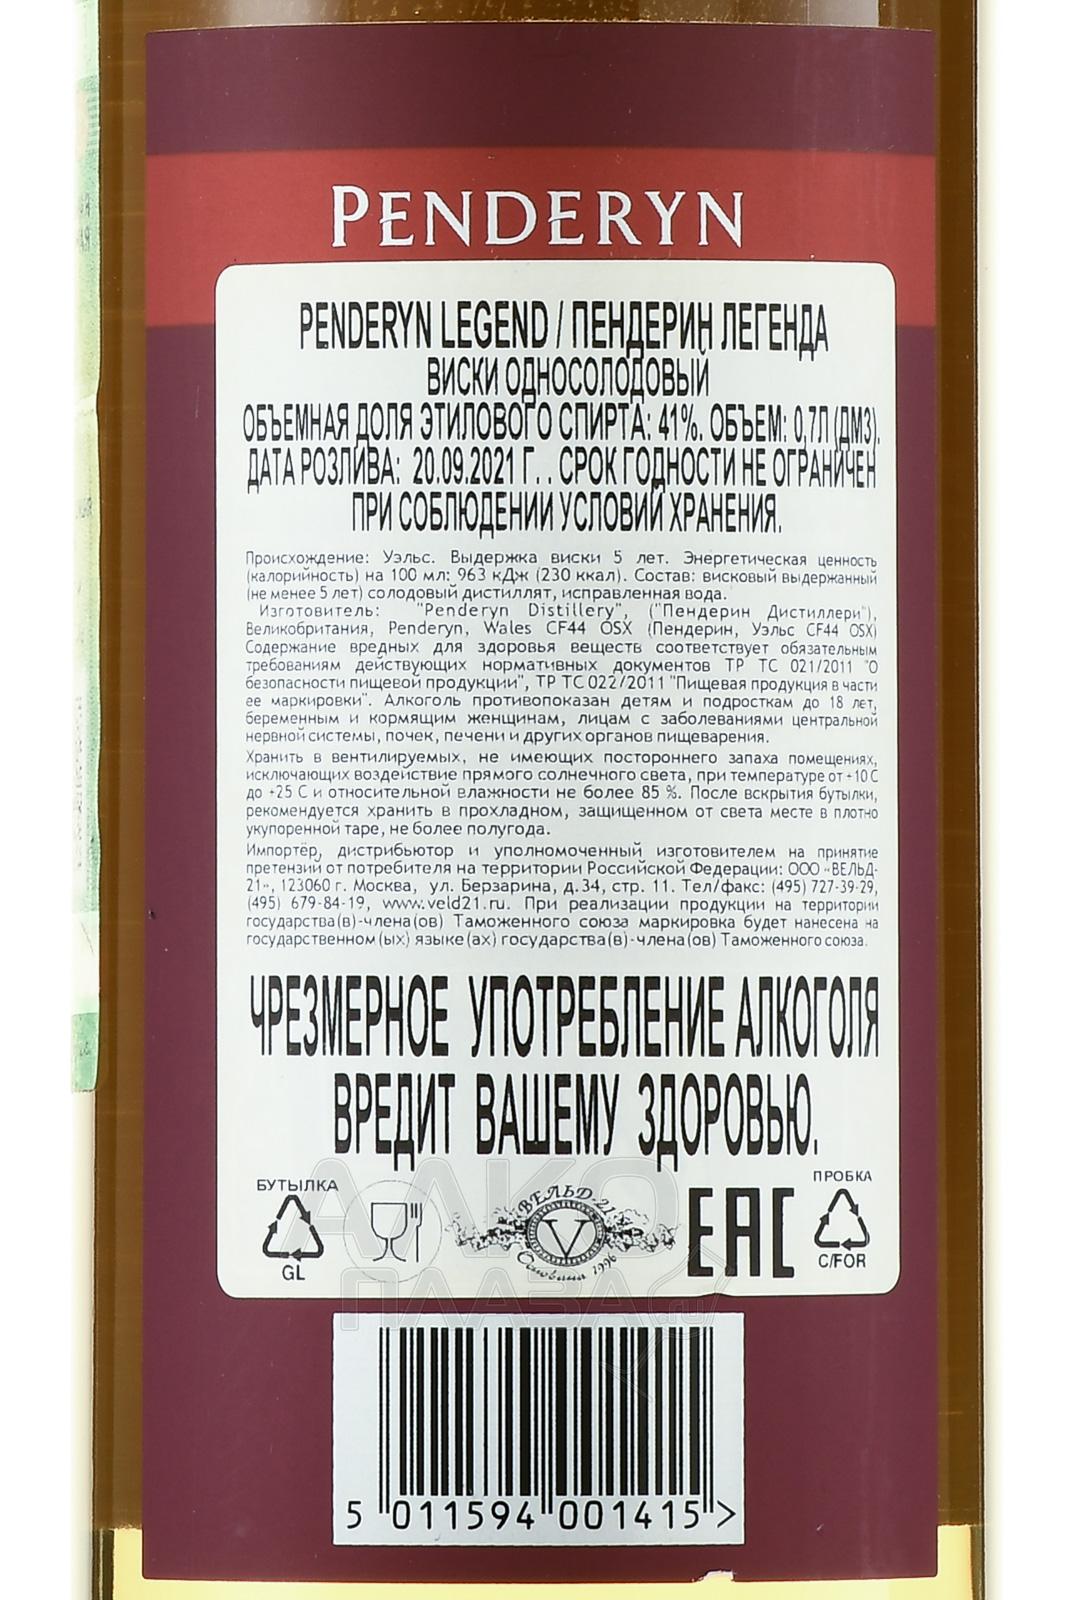 PENDERYN
PENDERYN LEGEND / ПЕНДЕРИН ЛЕГЕНДА
ВИСКИ ОДНОСОЛОДОВЫЙ
ОБЪЕМНАЯ ДОЛЯ ЭТИЛОВОГО СПИРТА: 41%. ОБЪЕМ: 0,7Л (ДМ3).
ДАТА РОЗЛИВА: 20.09.2021 Г. . СРОК ГОДНОСТИ НЕ ОГРАНИЧЕН
ПРИ СОБЛЮДЕНИИ УСЛОВИЙ ХРАНЕНИЯ.
Происхождение: Уэльс. Выдержка виски 5 лет. Энергетическая ценность
(калорийность) на 100 мл: 963 кДж (230 ккал). Состав: висковый выдержанный
(не менее 5 лет) солодовый дистиллят, исправленная вода.
Изготовитель: "Penderyn Distillery", ("Пендерин Дистиллери"),
Великобритания, Penderyn, Wales CF44 OSX (Пендерин, Уэльс CF44 OSX)
Содержание вредных для здоровья веществ соответствует обязательным
требованиям действующих нормативных документов ТР ТС 021/2011 "О
безопасности пищевой продукции", ТР ТС 022/2011 "Пищевая продукция в части
ее маркировки". Алкоголь противопоказан детям и подросткам до 18 лет,
беременным и кормящим женщинам, лицам с заболеваниями центральной
нервной системы, почек, печени и других органов пищеварения.
Хранить в вентилируемых, не имеющих постороннего запаха помещениях,
исключающих воздействие прямого солнечного света, при температуре от +10 С
до +25 С и относительной влажности не более 85 %. После вскрытия бутылки,
рекомендуется хранить в прохладном, защищенном от света месте в плотно
укупоренной таре, не более полугода.
Импортёр, дистрибьютор и уполномоченный изготовителем на принятие
претензий от потребителя на территории Российской Федерации: ООО «ВЕЛЬД-
21», 123060 г. Москва, ул. Берзарина, д.34, стр. 11. Тел/факс: (495) 727-39-29,
(495) 679-84-19, www.veld21.ru. При реализации продукции на территории
государства(в)-члена(ов) Таможенного союза маркировка будет нанесена на
государственном(ых) языке(ах) государства(в)-члена(ов) Таможенного союза.
ЧРЕЗМЕРНОЕ УПОТРЕБЛЕНИЕ АЛКОГОЛЯ
ВРЕДИТ ВАШЕМУ ЗДОРОВЬЮ.
БУТЫЛКА
GL
ВЕЛЬД-21
V
Основана 1996
EAC
ПРОБКА
C/FOR
АЛКО
ПЛАЗА
.ru
5 011594 001415 >